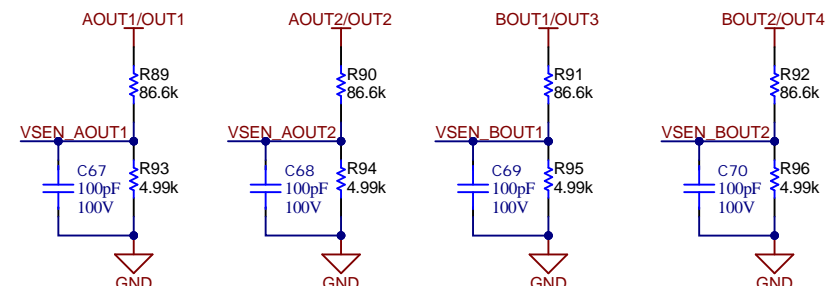 AOUT1/OUT1
AOUT2/OUT2
BOUT1/OUT3
BOUT2/OUT4
R89
86.6k
R90
86.6k
R91
86.6k
R92
86.6k
VSEN_AOUT1
VSEN_AOUT2
VSEN_BOUT1
VSEN_BOUT2
C67
100pF
100V
R93
4.99k
C68
100pF
100V
R94
4.99k
C69
100pF
100V
R95
4.99k
C70
100pF
100V
R96
4.99k
GND
GND
GND
GND